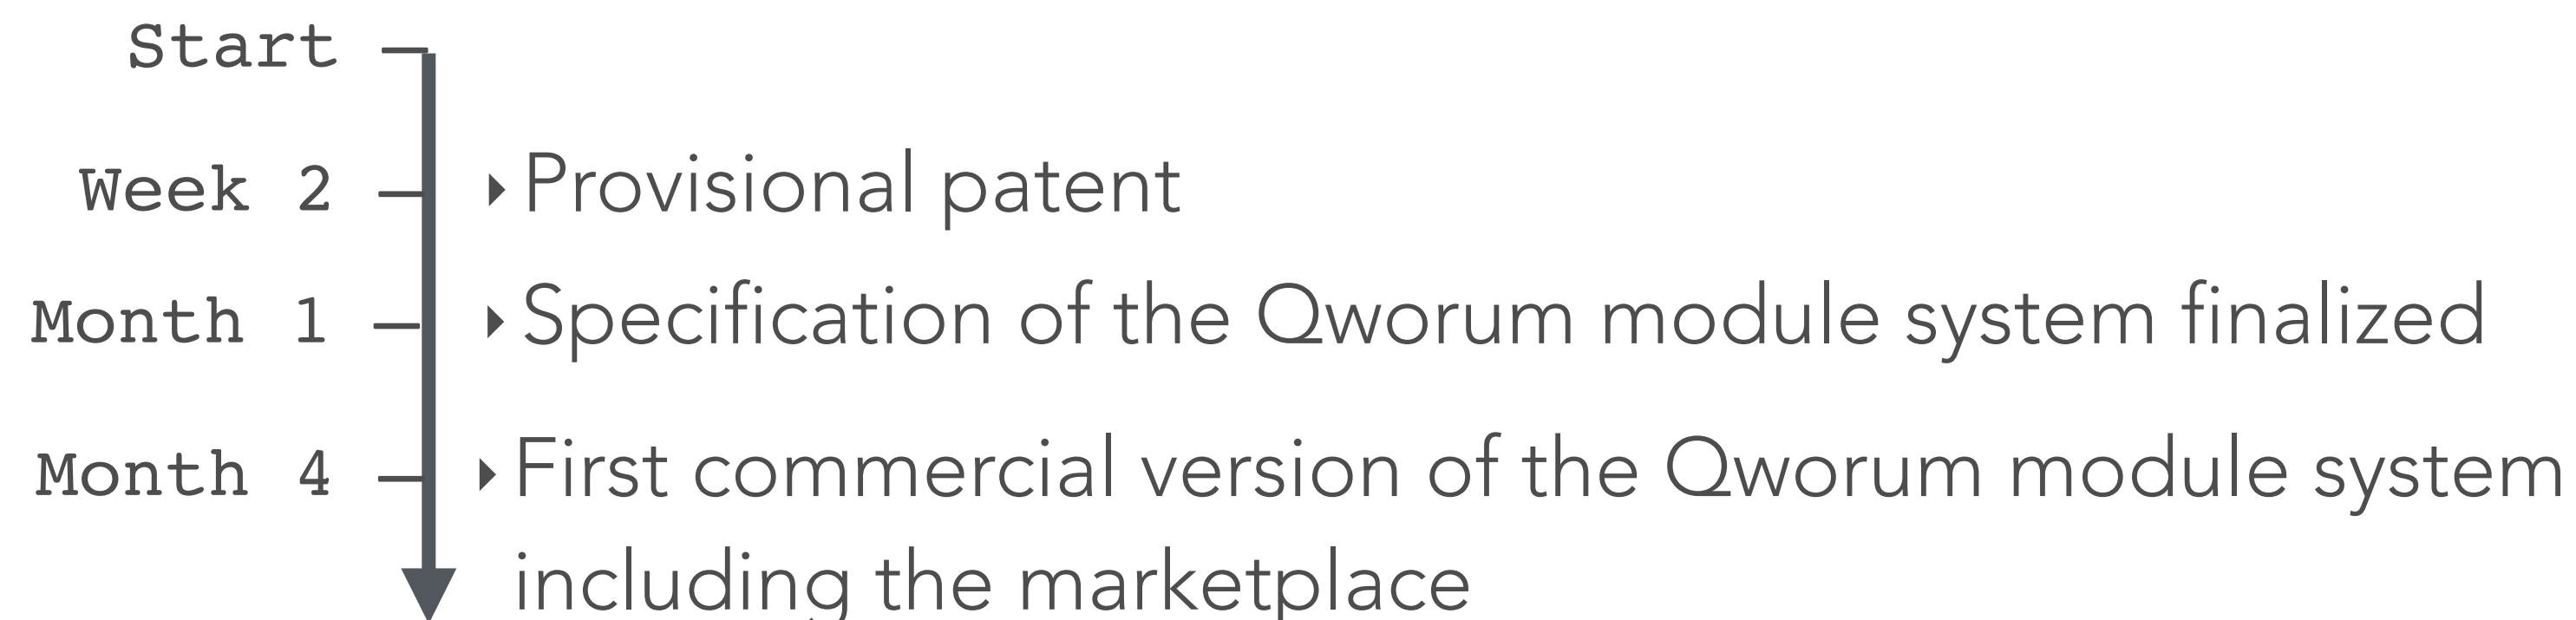 Start
Week 2 Provisional patent
Month 1 Specification of the Qworum module system finalized
Month 4 First commercial version of the Qworum module system
including the marketplace